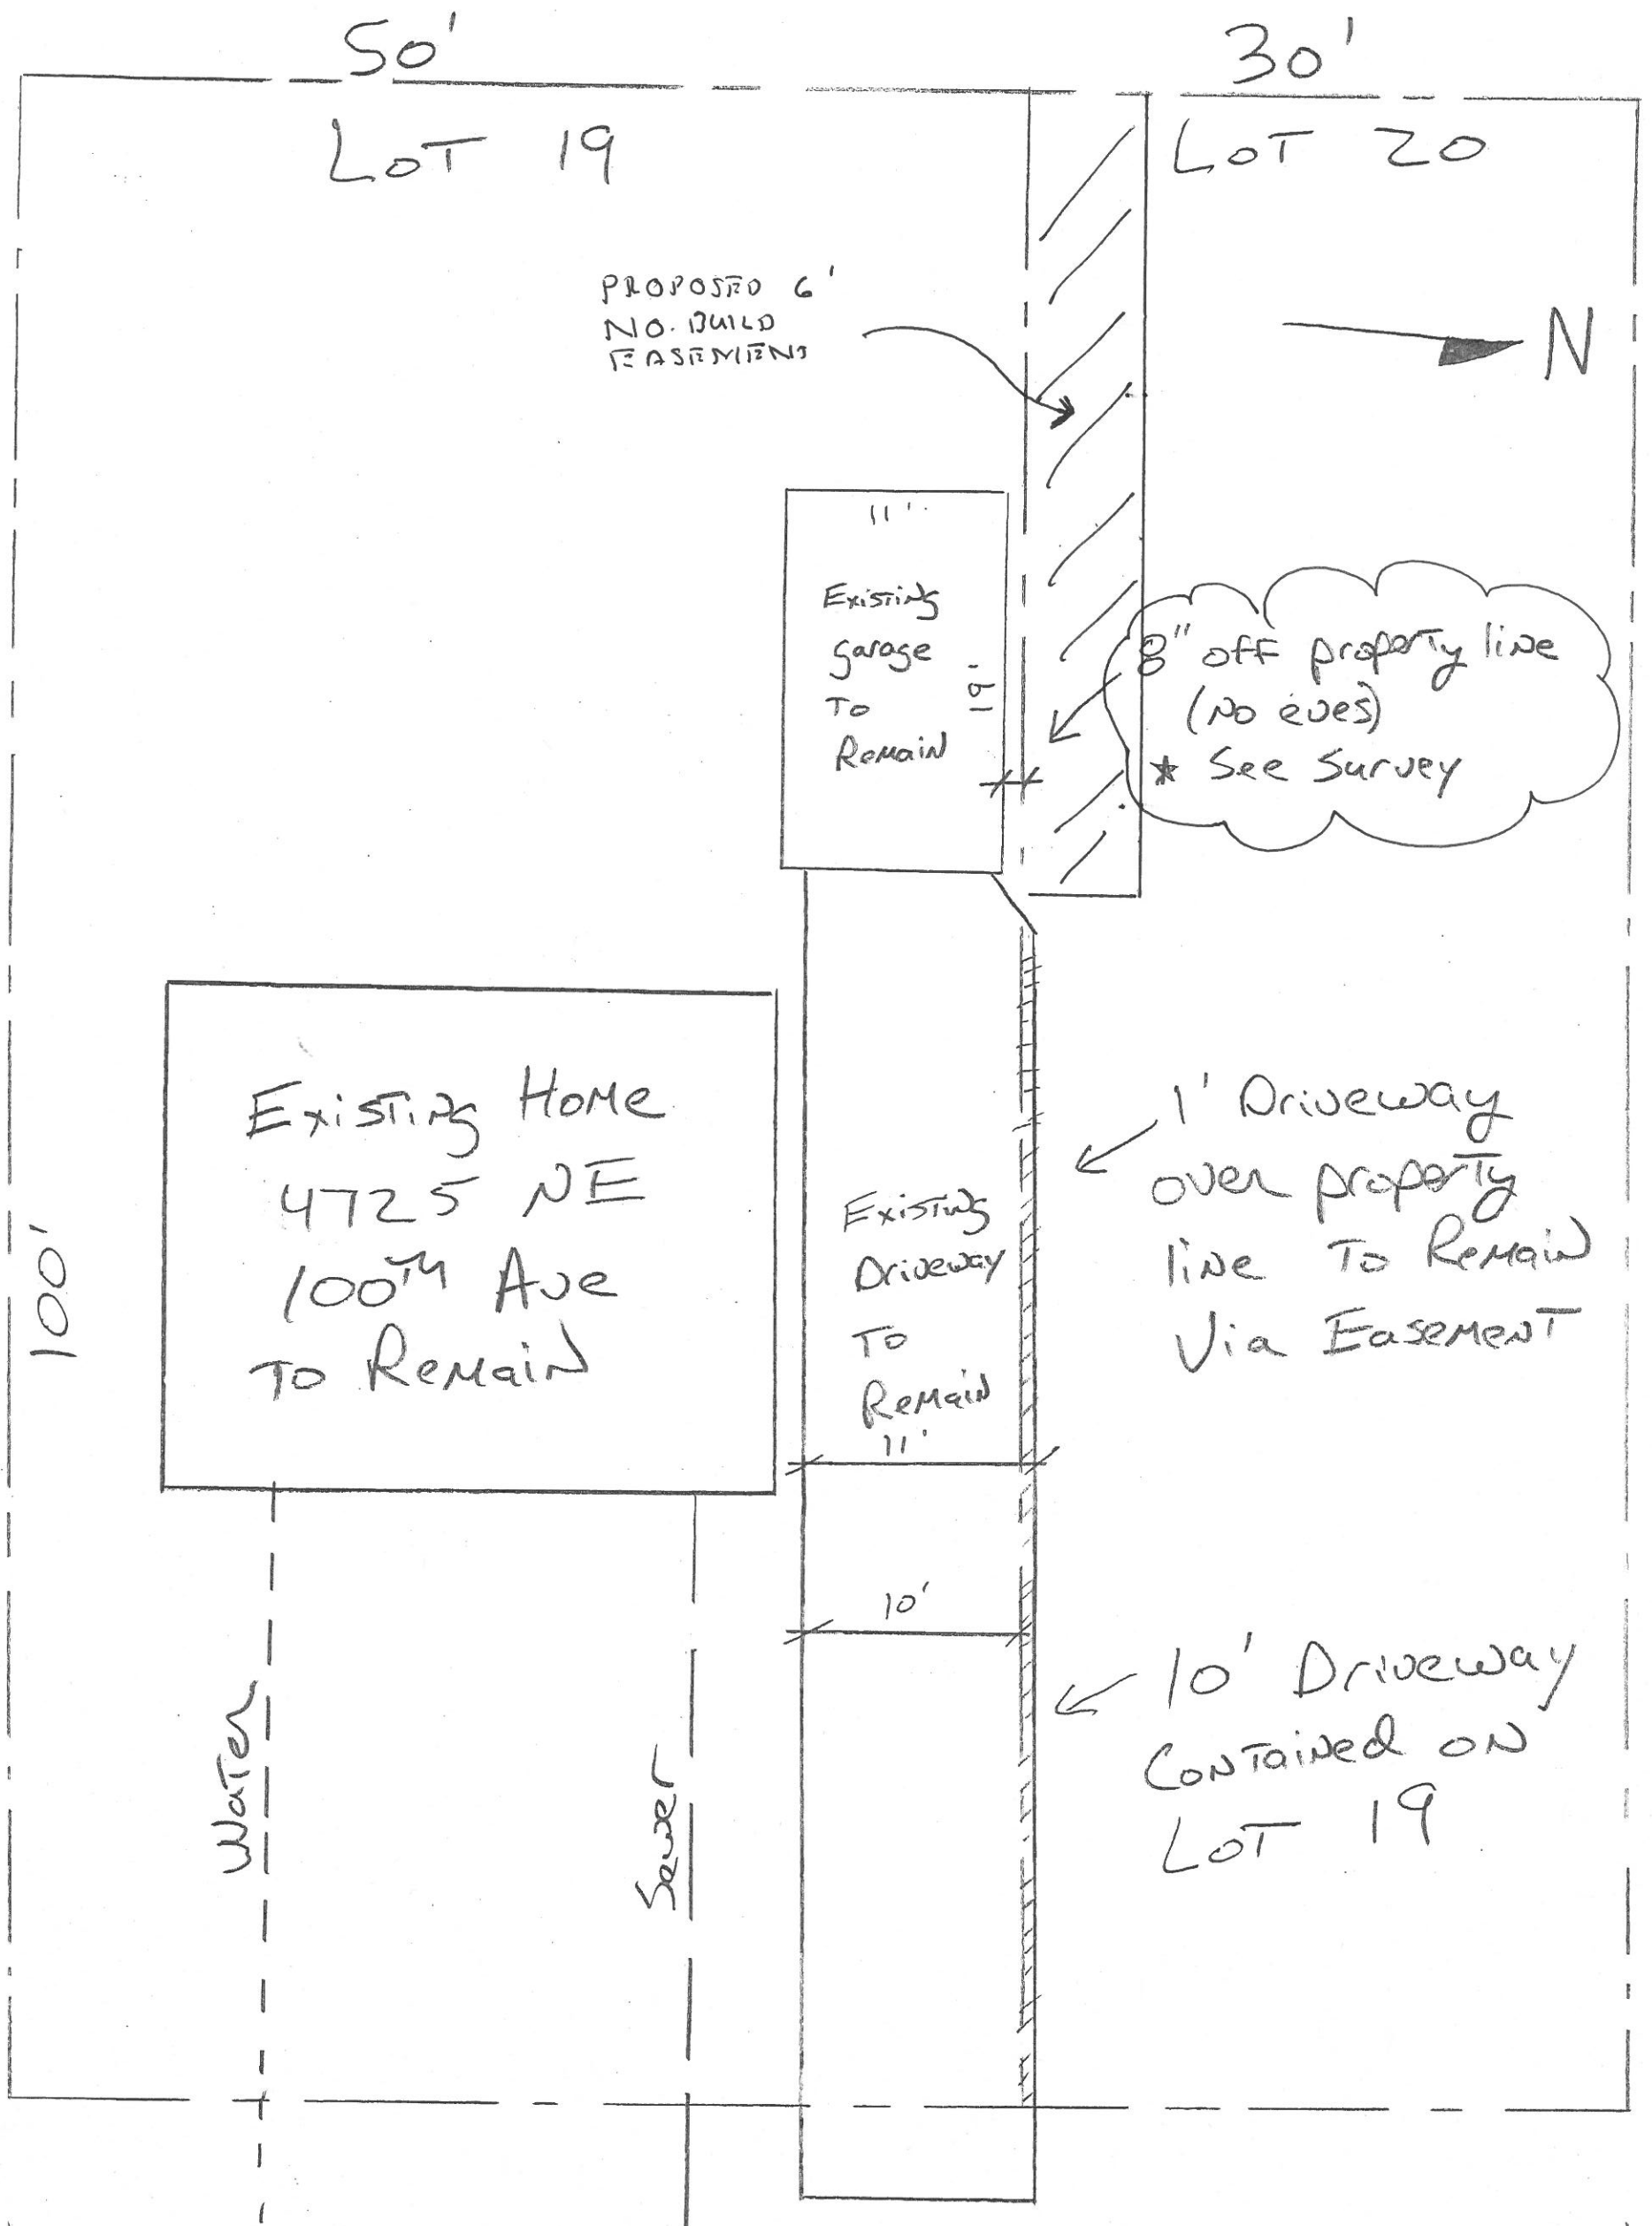 50'
30'
LOT 19
LOT 20
PROPOSED 6'
NO. BUILD
EASEMENT
N
11'
Existing
garage
To
Remain
19'
8" off property line
(No eves)
* See Survey
Existing Home
4725 NE
100TH Ave
To Remain
100'
Existing
Driveway
To
Remain
11'
1' Driveway
over property
line To Remain
Via Easement
10'
10' Driveway
Contained on
LOT 19
Water
Sewer